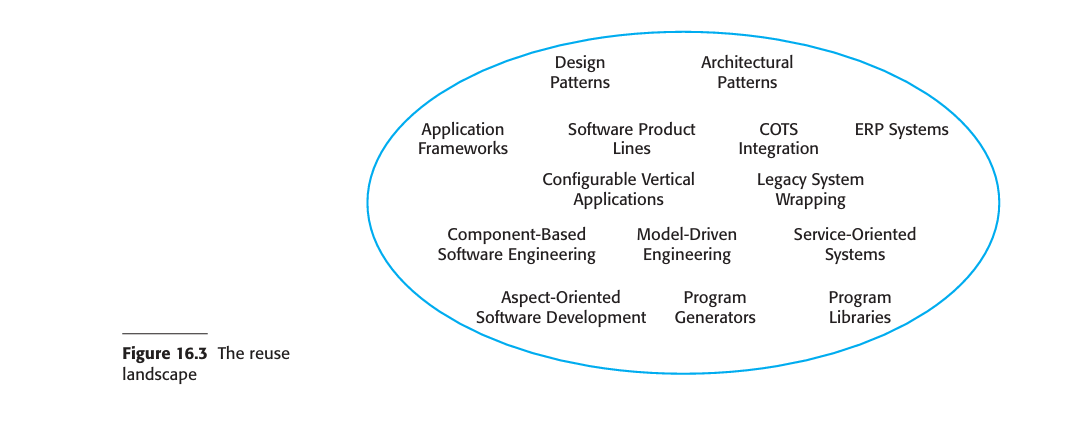 Design Architectural
Patterns Patterns
Application Software Product COTS ERP Systems
Frameworks Lines Integration
Configurable Vertical Legacy System
Applications Wrapping
Component-Based Model-Driven Service-Oriented
Software Engineering Engineering Systems
Aspect-Oriented Program Program
Software Development Generators Libraries
Figure 16.3 The reuse
landscape